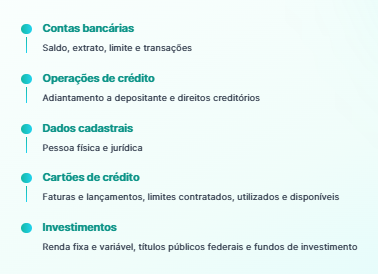 Contas bancárias
Saldo, extrato, limite e transações
Operações de crédito
Adiantamento a depositante e direitos creditórios
Dados cadastrais
Pessoa física e jurídica
Cartões de crédito
Faturas e lançamentos, limites contratados, utilizados e disponíveis
Investimentos
Renda fixa e variável, títulos públicos federais e fundos de investimento